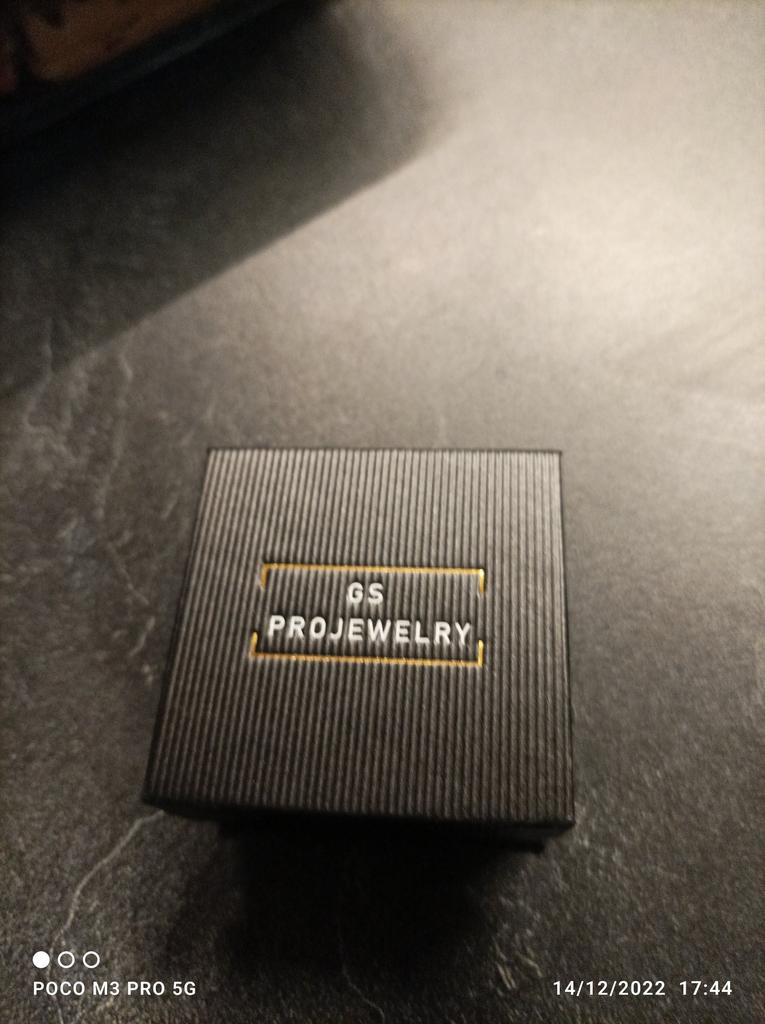 GS
PROJEWELRY
POCO M3 PRO 5G
14/12/2022 17:44